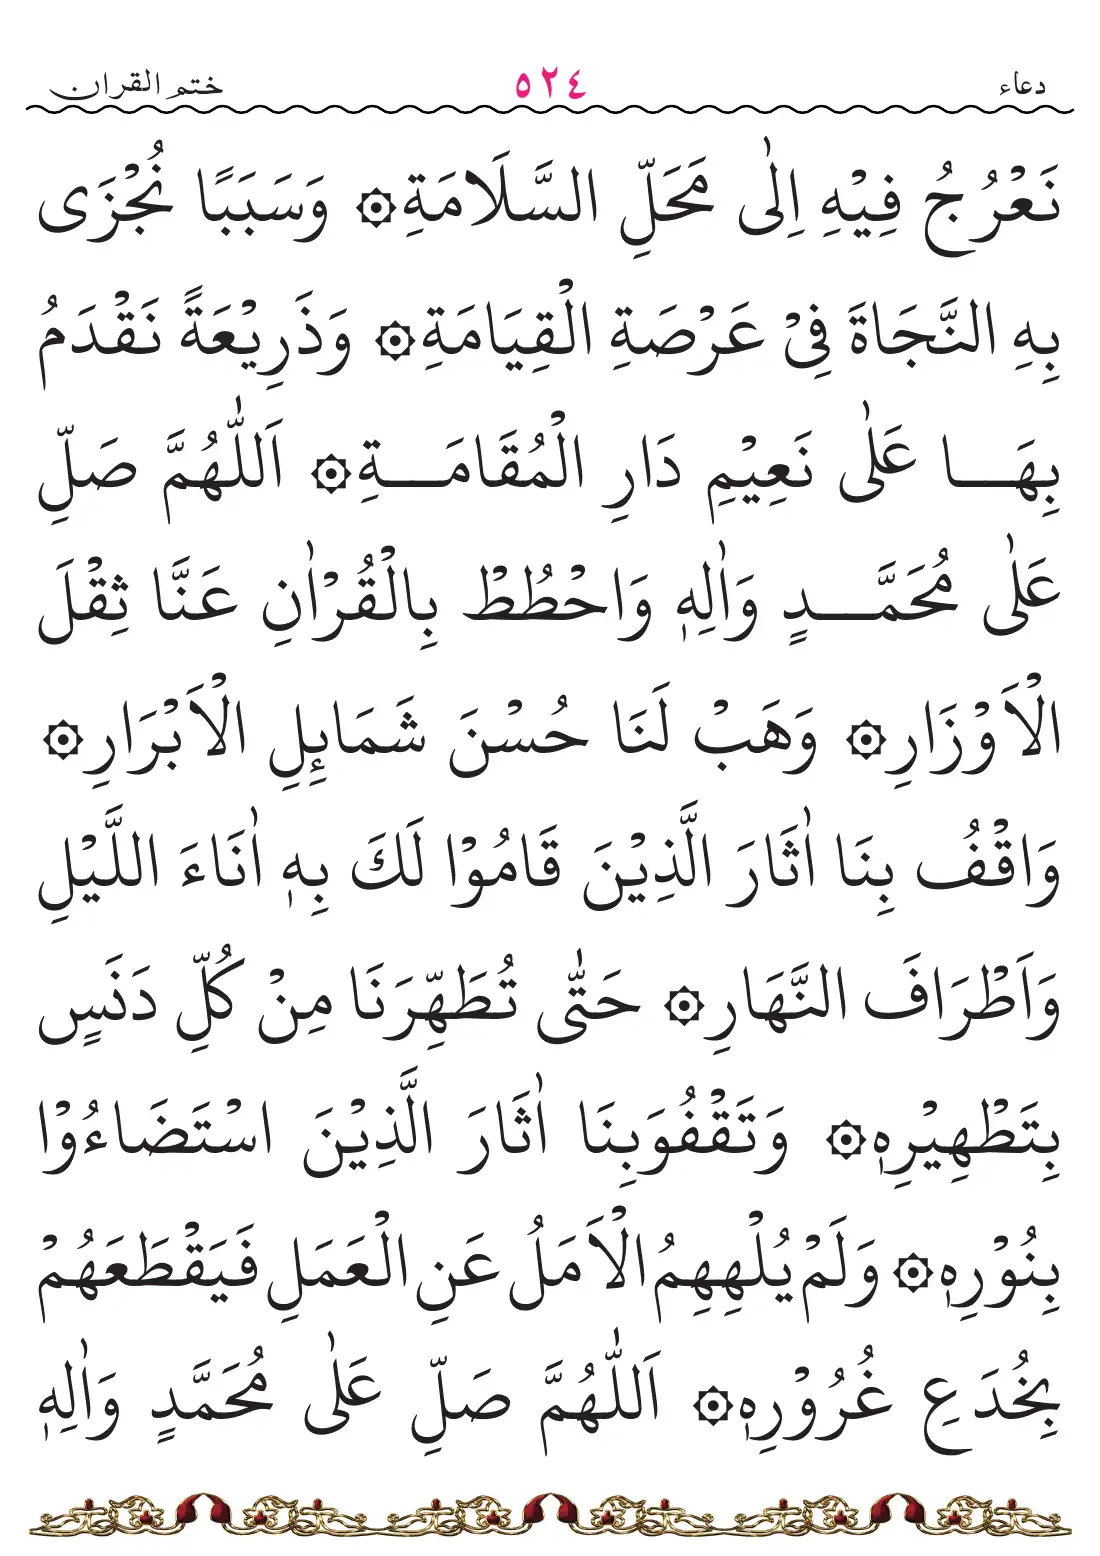 دعاء ٥٢٤ ختم القران
نَعْرُجُ فِيْهِ اِلٰى مَحَلِّ السَّلَامَةِ۞ وَسَبَبًا نُجْزَى
بِهِ النَّجَاةَ فِىْ عَرْصَةِ الْقِيَامَةِ۞ وَذَرِيْعَةً نَقْدَمُ
بِهَا عَلٰى نَعِيْمِ دَارِ الْمُقَامَةِ۞ اَللّٰهُمَّ صَلِّ
عَلٰى مُحَمَّدٍ وَاٰلِهٖ وَاحْطُطْ بِالْقُرْاٰنِ عَنَّا ثِقْلَ
الْاَوْزَارِ۞ وَهَبْ لَنَا حُسْنَ شَمَائِلِ الْاَبْرَارِ۞
وَاقْفُ بِنَا اٰثَارَ الَّذِيْنَ قَامُوْا لَكَ بِهٖ اٰنَاءَ اللَّيْلِ
وَاَطْرَافَ النَّهَارِ۞ حَتّٰى تُطَهِّرَنَا مِنْ كُلِّ دَنَسٍ
بِتَطْهِيْرِهٖ۞ وَتَقْفُوَبِنَا اٰثَارَ الَّذِيْنَ اسْتَضَاءُوْا
بِنُوْرِهٖ۞ وَلَمْ يُلْهِهِمُ الْاَمَلُ عَنِ الْعَمَلِ فَيَقْطَعَهُمْ
بِخُدَعِ غُرُوْرِهٖ۞ اَللّٰهُمَّ صَلِّ عَلٰى مُحَمَّدٍ وَاٰلِهٖ